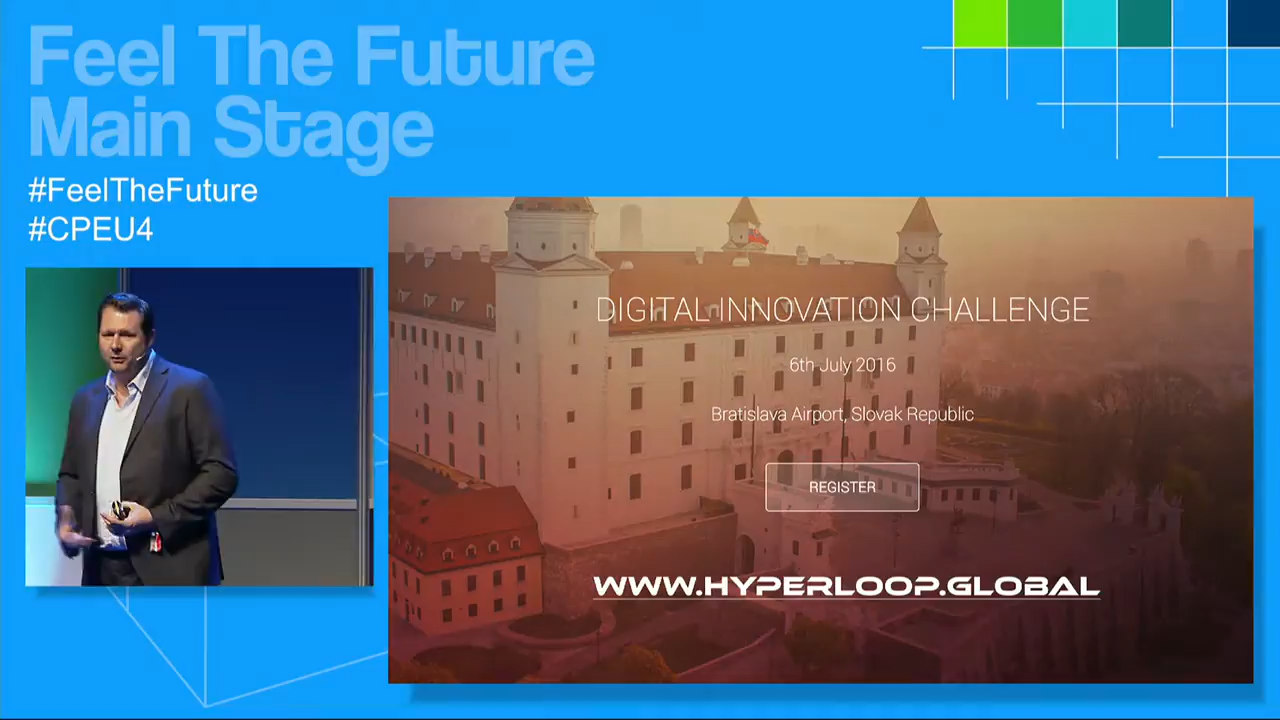 Feel The Future
Main Stage
#FeelTheFuture
#CPEU4
DIGITAL INNOVATION CHALLENGE
6th July 2016
Bratislava Airport, Slovak Republic
REGISTER
WWW.HYPERLOOP.GLOBAL